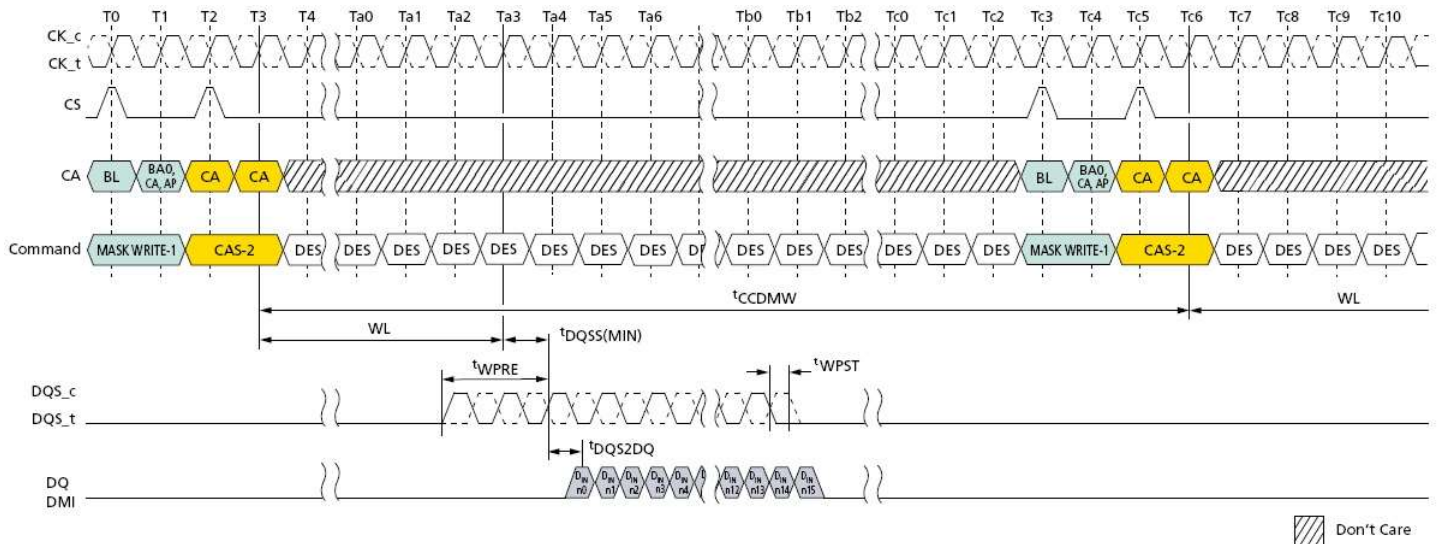 T0 T1 T2 T3 T4 Ta0 Ta1 Ta2 Ta3 Ta4 Ta5 Ta6 Tb0 Tb1 Tb2 Tc0 Tc1 Tc2 Tc3 Tc4 Tc5 Tc6 Tc7 Tc8 Tc9 Tc10
CK_c
CK_t
CS
CA BL BA0, CA, AP CA CA BL BA0, CA, AP CA CA
Command MASK WRITE-1 CAS-2 DES DES DES DES DES DES DES DES DES DES DES DES DES DES MASK WRITE-1 CAS-2 DES DES DES DES
tCCDMW WL
WL tDQSS(MIN)
tWPRE tWPST
DQS_c
DQS_t
tDQS2DQ
DQ DIN n0 DIN n1 DIN n2 DIN n3 DIN n4 DIN n12 DIN n13 DIN n14 DIN n15
DMI
Don't Care